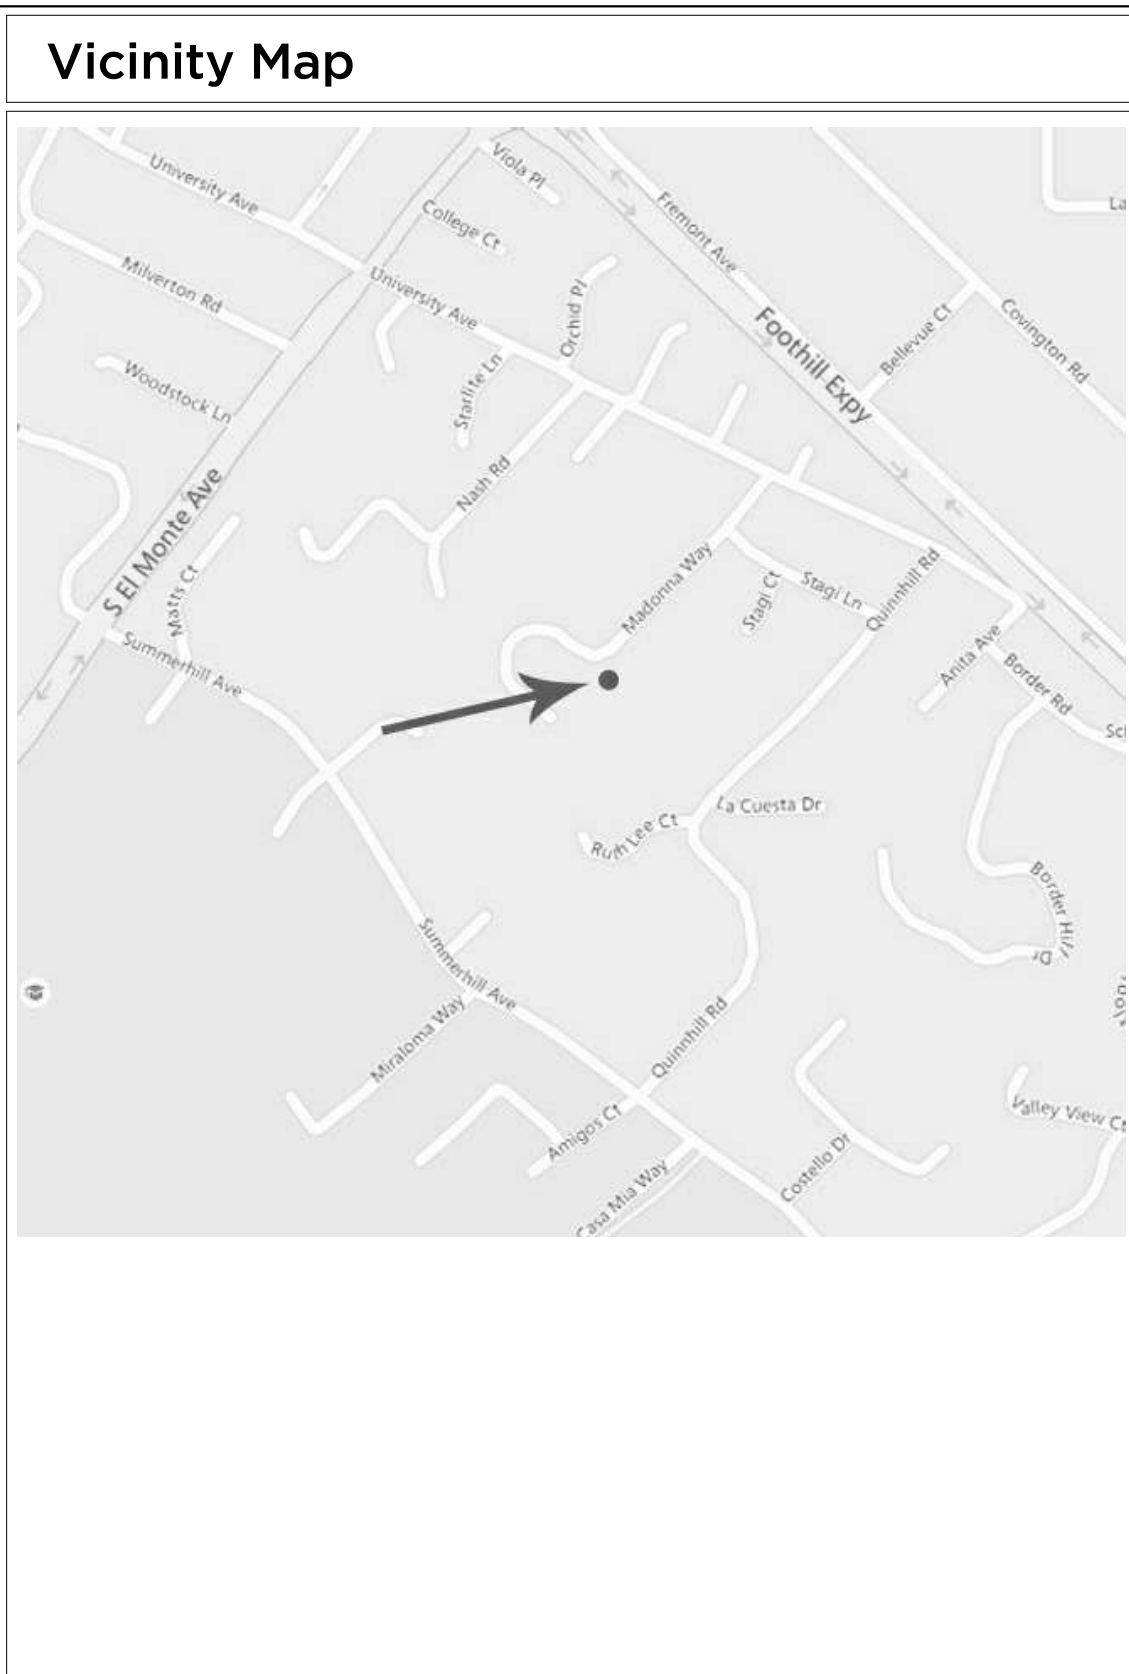 Vicinity Map
Viola Pl
University Ave
Fremont Ave
La
College Ct
Milverton Rd
University Ave
Orchid Pl
Foothill Expy
Bellevue Ct
Covington Rd
Woodstock Ln
Starlite Ln
Nash Rd
S El Monte Ave
Matts Ct
Madonna Way
Stagi Ct
Stagi Ln
Quinnhill Rd
Summerhill Ave
Anita Ave
Border Rd
Sch
La Cuesta Dr
Ruth Lee Ct
Border Hill
Dr
Summerhill Ave
Miraloma Way
Quinnhill Rd
Valley View Ct
Amigos Ct
Costello Dr
Casa Mia Way